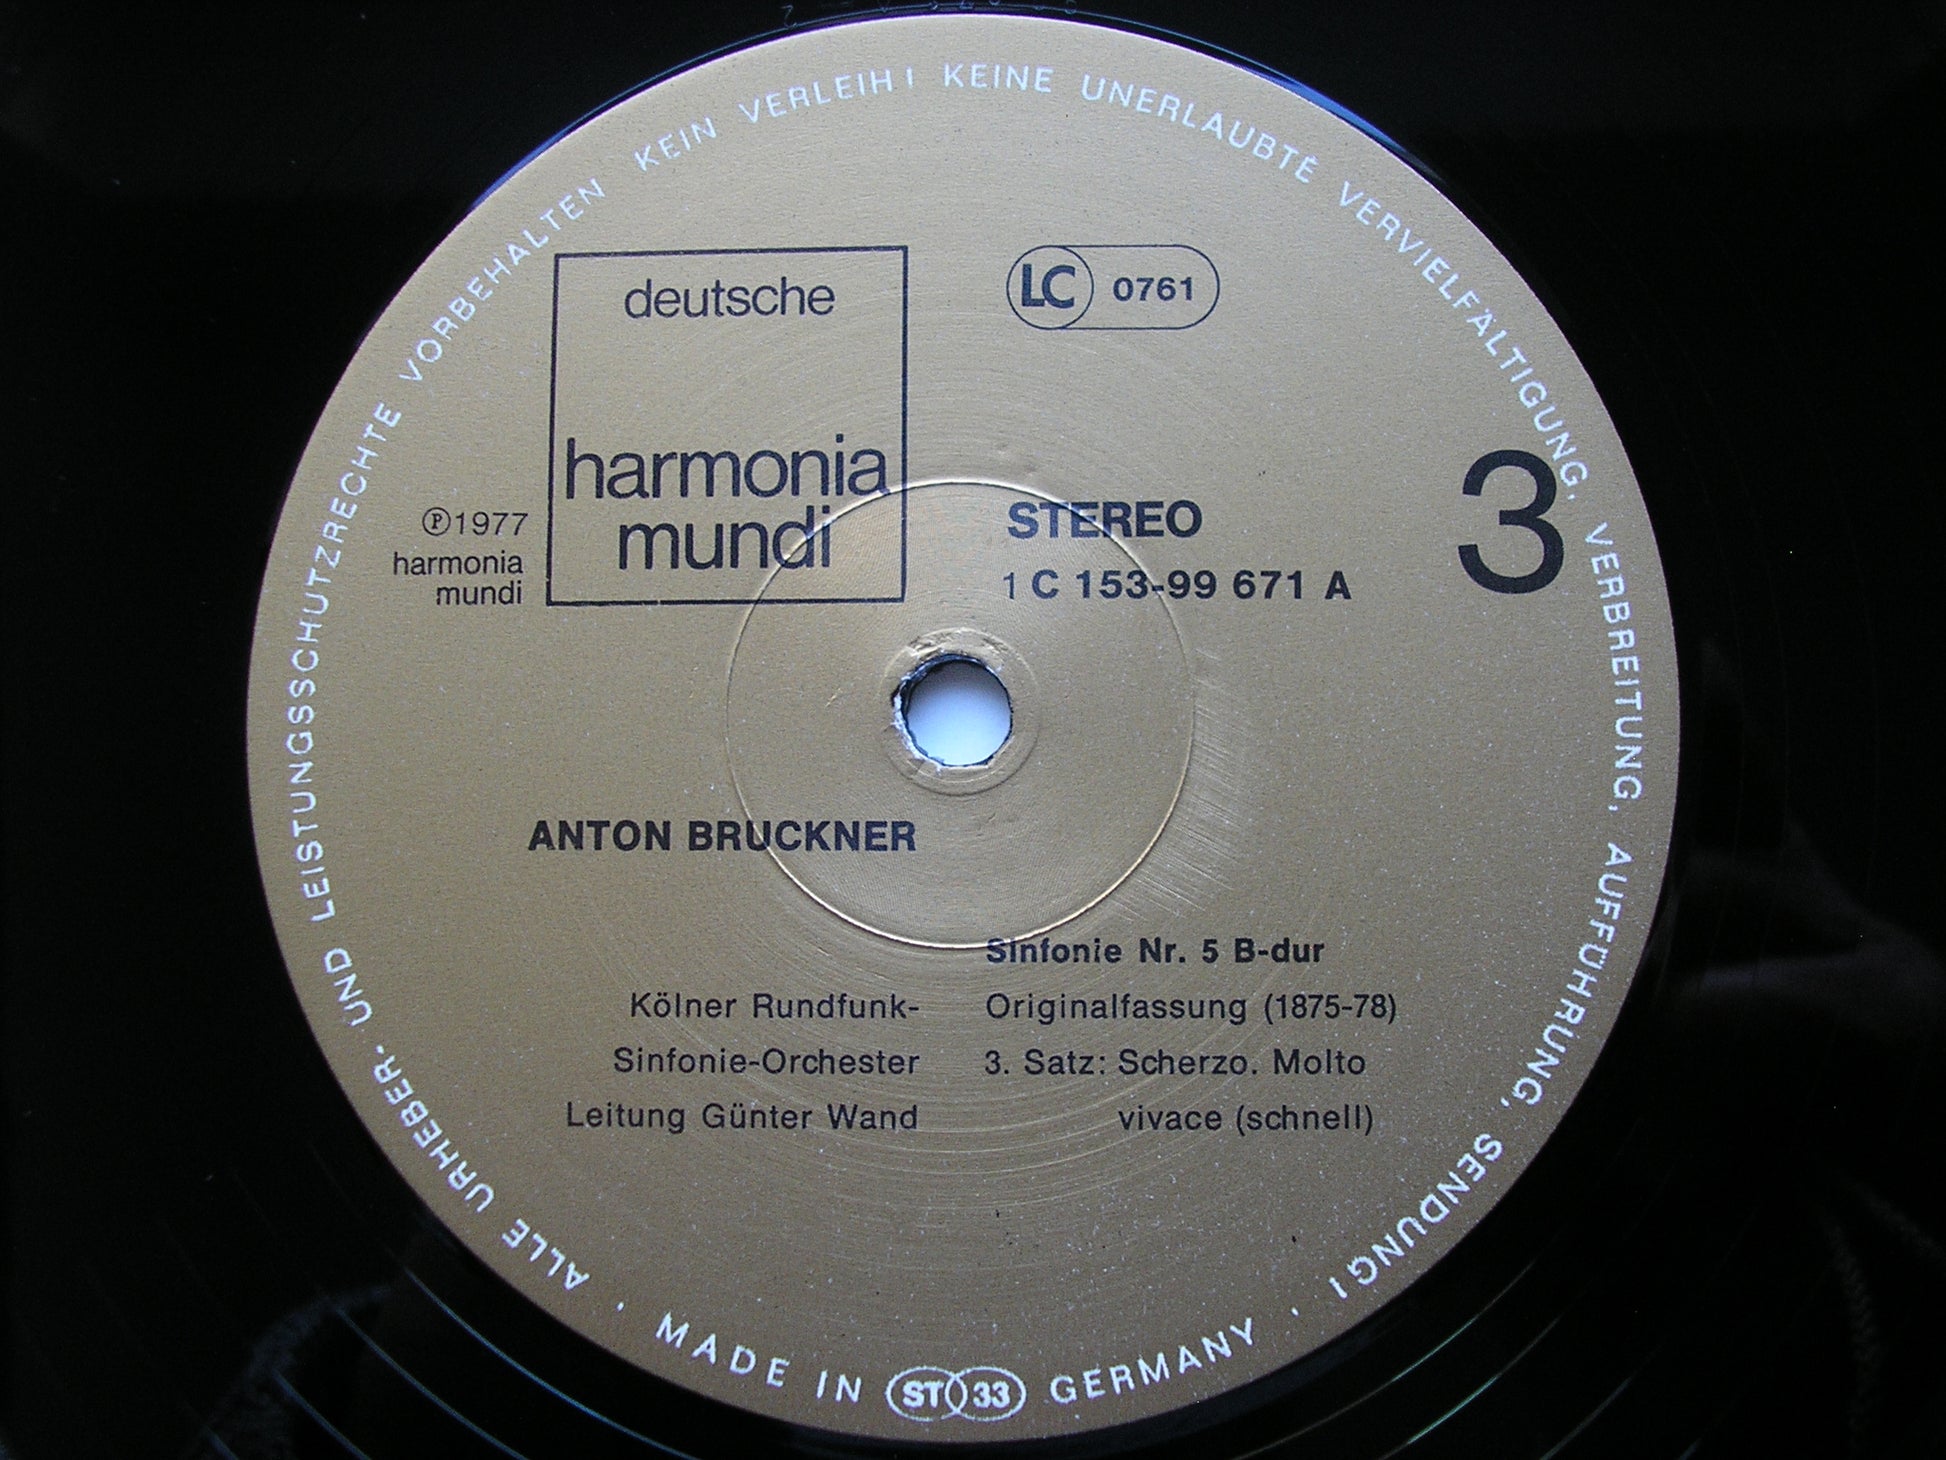 ALLE URHEBER- UND LEISTUNGSSCHUTZRECHTE VORBEHALTEN KEIN VERLEIH! KEINE UNERLAUBTE VERVIELFÄLTIGUNG, VERBREITUNG, AUFFÜHRUNG, SENDUNG!
deutsche
harmonia
mundi
LC 0761
℗1977
harmonia
mundi
STEREO
1 C 153-99 671 A
3
ANTON BRUCKNER
Sinfonie Nr. 5 B-dur
Kölner Rundfunk- Originalfassung (1875-78)
Sinfonie-Orchester 3. Satz: Scherzo. Molto
Leitung Günter Wand vivace (schnell)
· MADE IN ST 33 GERMANY ·